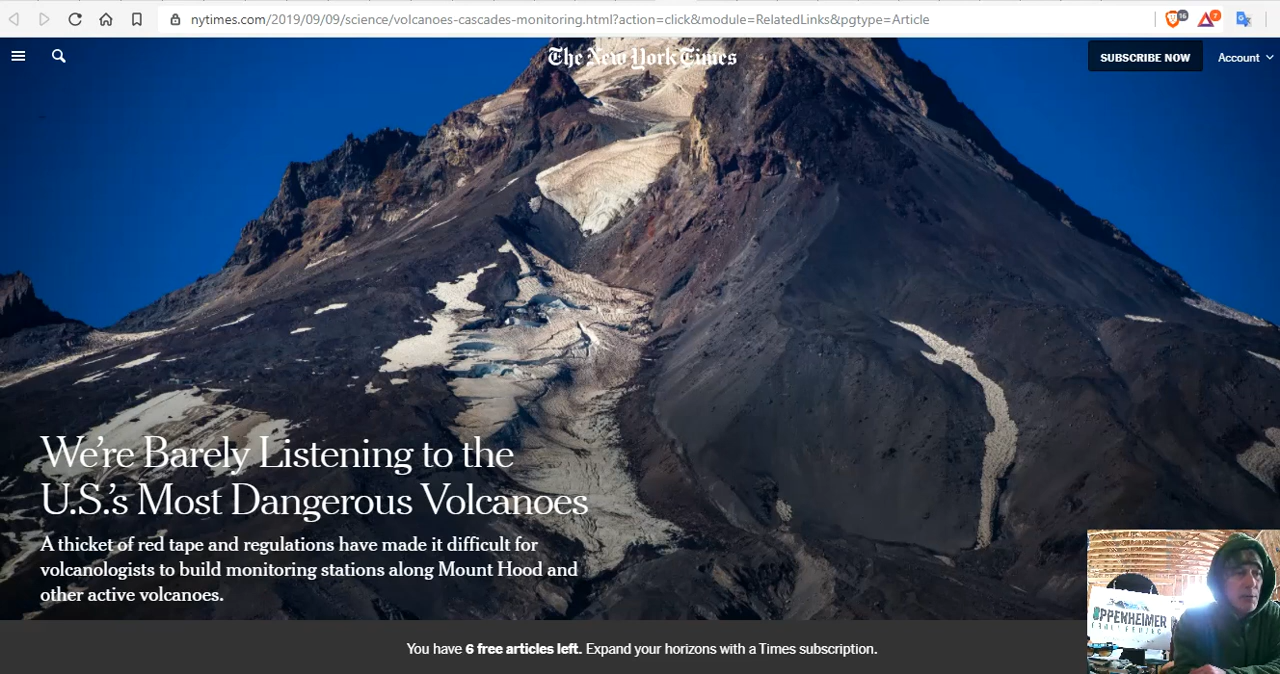 nytimes.com/2019/09/09/science/volcanoes-cascades-monitoring.html?action=click&module=RelatedLinks&pgtype=Article
16
7
The New York Times
SUBSCRIBE NOW
Account
We're Barely Listening to the
U.S.'s Most Dangerous Volcanoes
A thicket of red tape and regulations have made it difficult for
volcanologists to build monitoring stations along Mount Hood and
other active volcanoes.
OPPENHEIMER
You have 6 free articles left. Expand your horizons with a Times subscription.